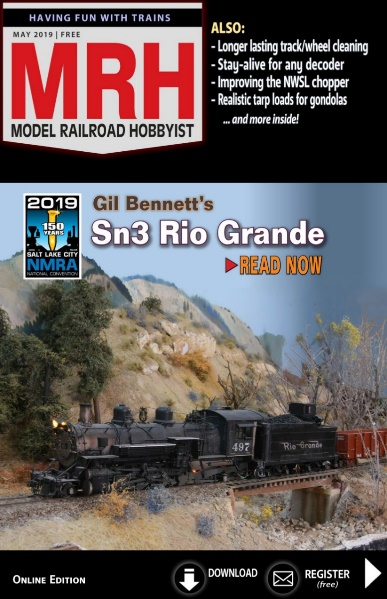 HAVING FUN WITH TRAINS
MAY 2019 | FREE
MRH
MODEL RAILROAD HOBBYIST
ALSO:
- Longer lasting track/wheel cleaning
- Stay-alive for any decoder
- Improving the NWSL chopper
- Realistic tarp loads for gondolas
... and more inside!
2019
150
YEARS
SALT LAKE CITY
NMRA
NATIONAL CONVENTION
Gil Bennett's
Sn3 Rio Grande
READ NOW
497
Rio Grande
ONLINE EDITION
DOWNLOAD
REGISTER
(free)